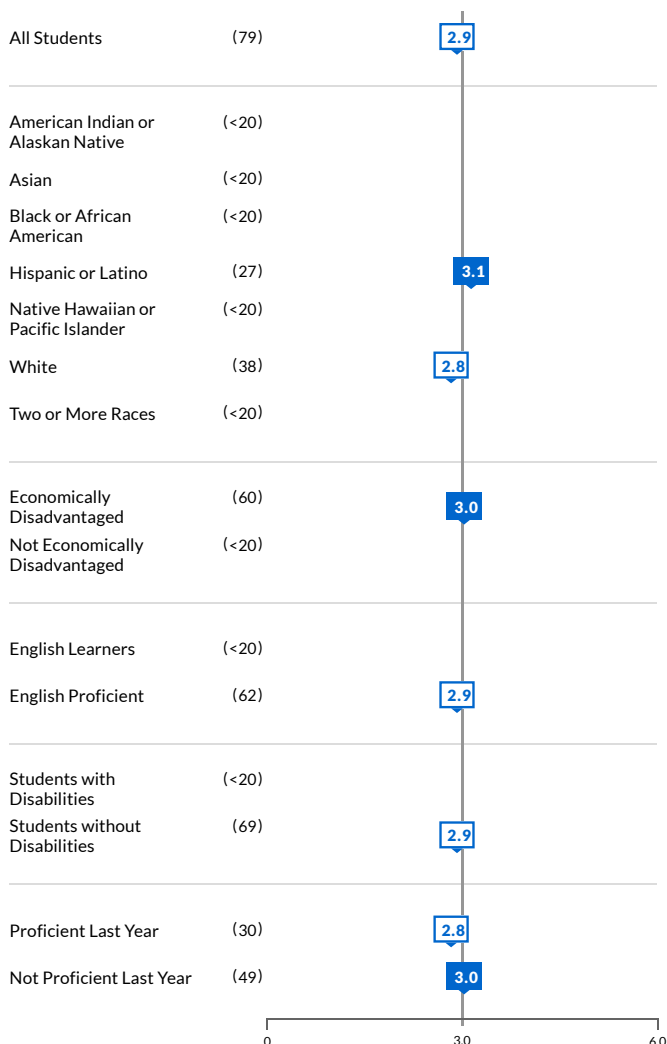 All Students (79) 2.9
American Indian or (<20)
Alaskan Native
Asian (<20)
Black or African (<20)
American
Hispanic or Latino (27) 3.1
Native Hawaiian or (<20)
Pacific Islander
White (38) 2.8
Two or More Races (<20)
Economically (60) 3.0
Disadvantaged
Not Economically (<20)
Disadvantaged
English Learners (<20)
English Proficient (62) 2.9
Students with (<20)
Disabilities
Students without (69) 2.9
Disabilities
Proficient Last Year (30) 2.8
Not Proficient Last Year (49) 3.0
0 3.0 6.0